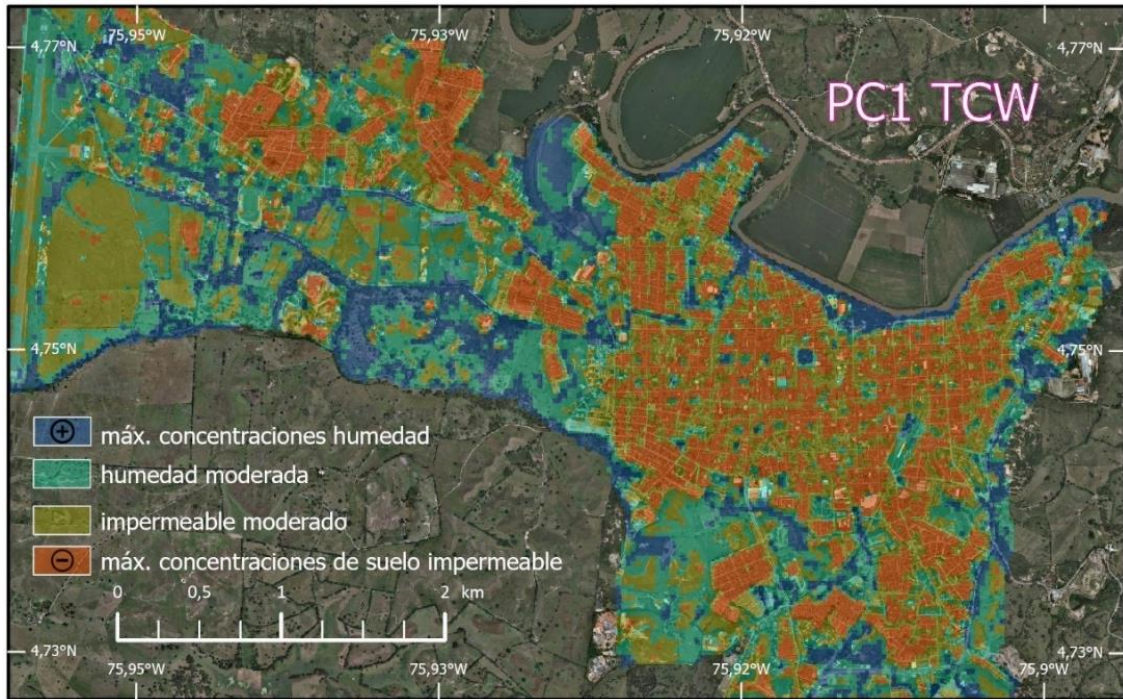 75,95°W 75,93°W 75,92°W
4,77°N 4,77°N
PC1 TCW
4,75°N 4,75°N
máx. concentraciones humedad
humedad moderada
impermeable moderado
máx. concentraciones de suelo impermeable
0 0,5 1 2 km
4,73°N 4,73°N
75,95°W 75,93°W 75,92°W 75,9°W